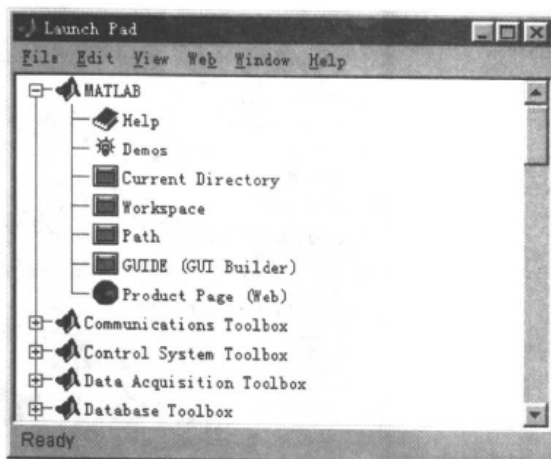 Launch Pad
File Edit View Web Window Help
MATLAB
Help
Demos
Current Directory
Workspace
Path
GUIDE (GUI Builder)
Product Page (Web)
Communications Toolbox
Control System Toolbox
Data Acquisition Toolbox
Database Toolbox
Ready